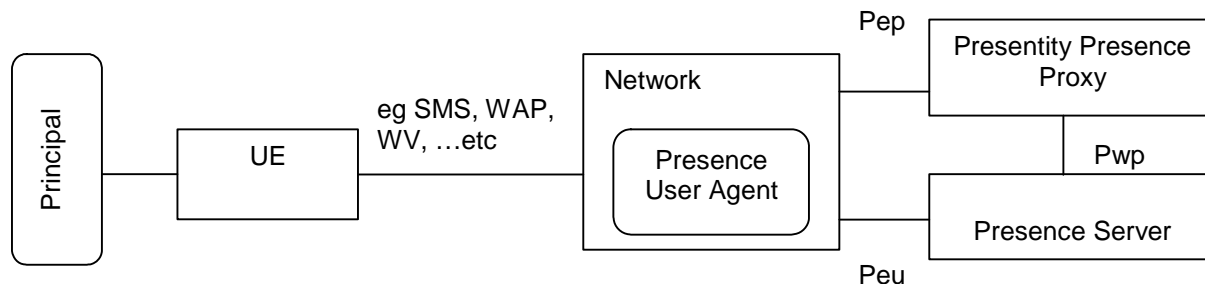 Principal
UE
eg SMS, WAP,
WV, ...etc
Network
Presence
User Agent
Pep
Presentity Presence
Proxy
Pwp
Presence Server
Peu